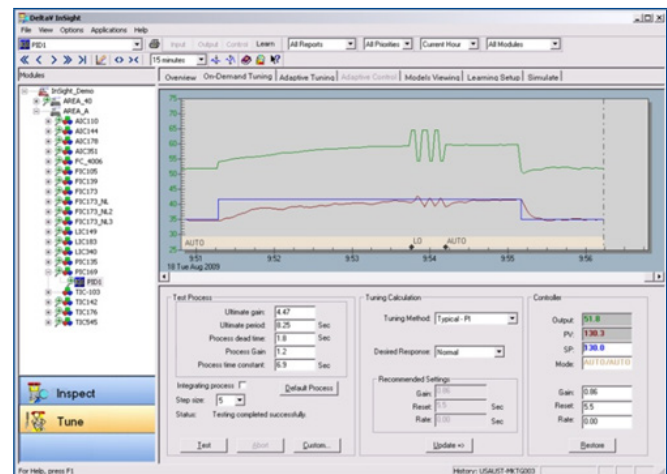 DeltaV InSight
File View Options Applications Help
PID1 Input Output Control Learn All Reports All Priorities Current Hour All Modules
15 minutes
Modules
Overview On-Demand Tuning Adaptive Tuning Adaptive Control Models Viewing Learning Setup Simulate
InSight_Demo
AREA_40
AREA_A
AIC110
AIC144
AIC178
AIC351
FC_4006
FIC105
FIC139
FIC173
FIC173_NL
FIC173_NL2
FIC173_NL3
LIC149
LIC183
LIC340
PIC135
PIC169
PID1
TIC-103
TIC142
TIC176
TIC545
75
70
65
60
55
50
45
40
35
30
25
AUTO LO AUTO
9:51 9:52 9:53 9:54 9:55 9:56
18 Tue Aug 2009
Inspect
Tune
Test Process
Ultimate gain: 4.47
Ultimate period: 8.25 Sec
Process dead time: 1.8 Sec
Process Gain 1.2
Process time constant: 6.9 Sec
Integrating process Default Process
Step size: 5
Status: Testing completed successfully.
Test Abort Custom...
Tuning Calculation
Tuning Method: Typical - PI
Desired Response: Normal
Recommended Settings
Gain: 0.86
Reset: 5.5 Sec
Rate: 0.00 Sec
Update =>
Controller
Output: 51.8
PV: 130.3
SP: 130.0
Mode: AUTO/AUTO
Gain: 0.86
Reset: 5.5
Rate: 0.00
Restore
For Help, press F1 History: USAUST-MKTG003